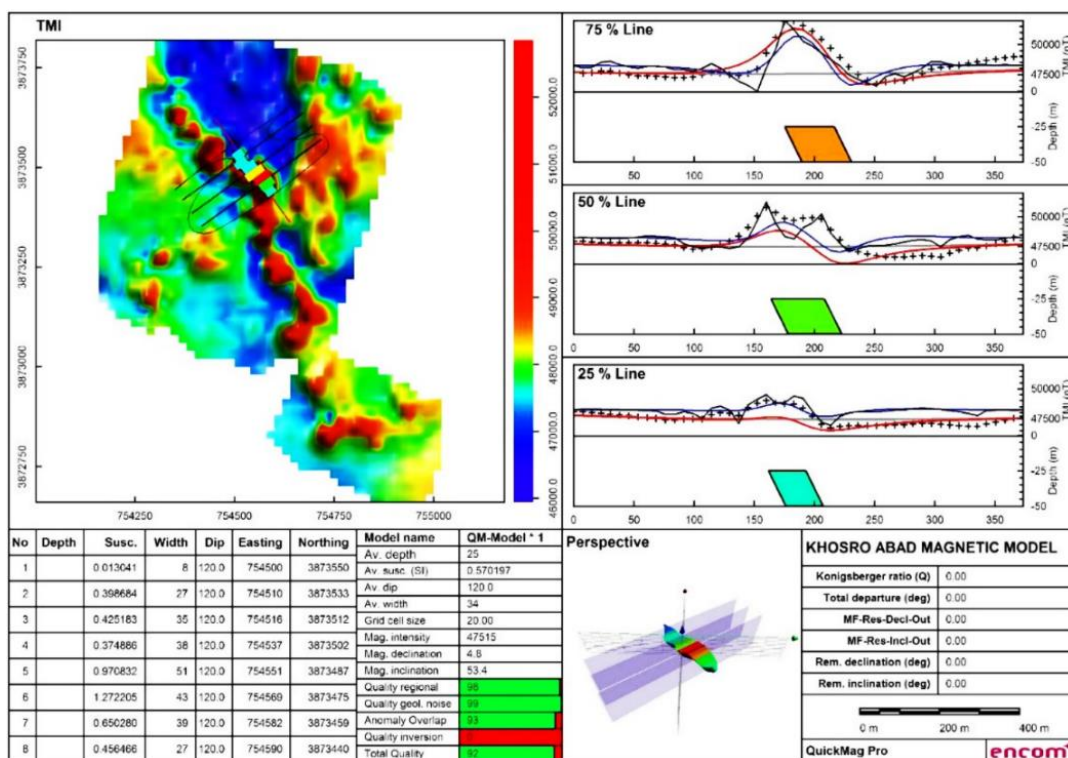 TMI
3873750
3873500
3873250
3873000
3872750
754250 754500 754750 755000
52000.0
51000.0
50000.0
49000.0
48000.0
47000.0
46000.0
75 % Line
50000
47500
0
TMI (nT)
-25
-50
Depth (m)
0 50 100 150 200 250 300 350
50 % Line
50000
47500
0
TMI (nT)
-25
-50
Depth (m)
0 50 100 150 200 250 300 350
25 % Line
50000
47500
0
TMI (nT)
-25
-50
Depth (m)
0 50 100 150 200 250 300 350
No Depth Susc. Width Dip Easting Northing
1 0.013041 8 120.0 754500 3873550
2 0.398684 27 120.0 754510 3873533
3 0.425183 35 120.0 754516 3873512
4 0.374886 38 120.0 754537 3873502
5 0.970832 51 120.0 754551 3873487
6 1.272205 43 120.0 754569 3873475
7 0.650280 39 120.0 754582 3873459
8 0.456466 27 120.0 754590 3873440
Model name QM-Model * 1
Av. depth 25
Av. susc. (SI) 0.570197
Av. dip 120.0
Av. width 34
Grid cell size 20.00
Mag. intensity 47515
Mag. declination 4.8
Mag. inclination 53.4
Quality regional 98
Quality geol. noise 99
Anomaly Overlap 93
Quality inversion
Total Quality 92
Perspective
KHOSRO ABAD MAGNETIC MODEL
Konigsberger ratio (Q) 0.00
Total departure (deg) 0.00
MF-Res-Decl-Out 0.00
MF-Res-Incl-Out 0.00
Rem. declination (deg) 0.00
Rem. inclination (deg) 0.00
0 m 200 m 400 m
QuickMag Pro
encom